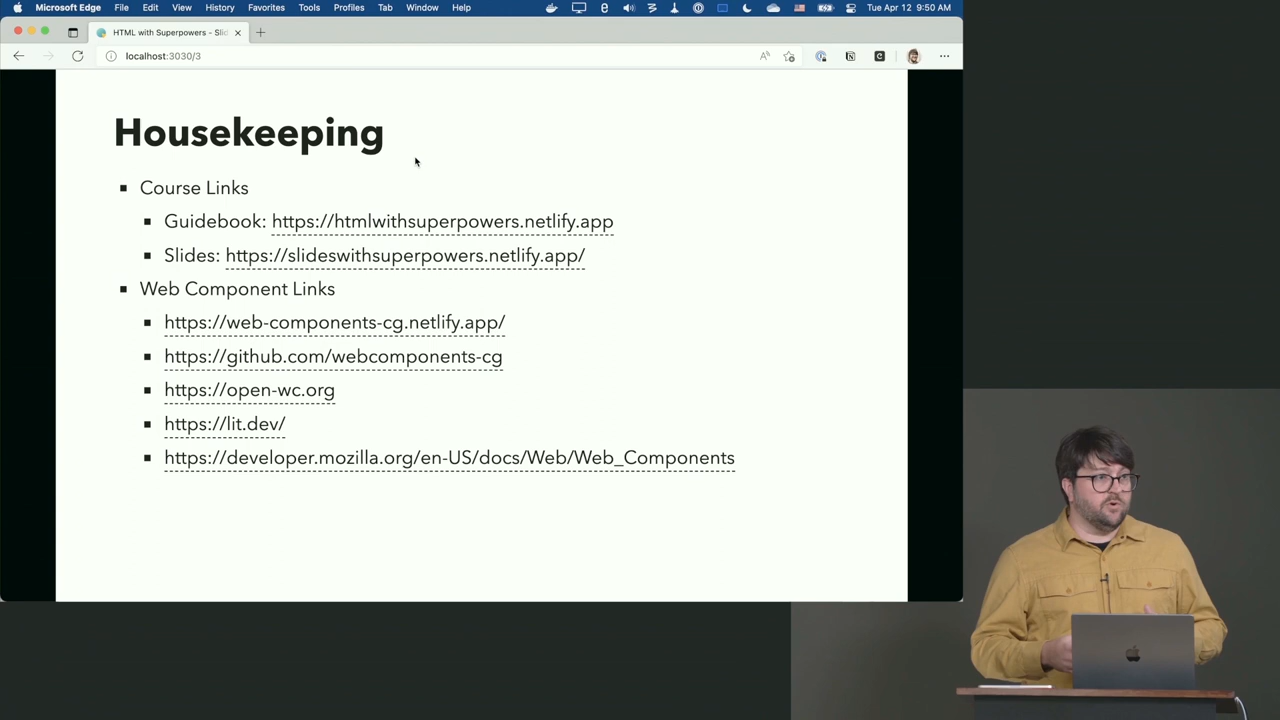 Microsoft Edge File Edit View History Favorites Tools Profiles Tab Window Help Tue Apr 12 9:50 AM
HTML with Superpowers - Slid
localhost:3030/3
Housekeeping
Course Links
Guidebook: https://htmlwithsuperpowers.netlify.app
Slides: https://slideswithsuperpowers.netlify.app/
Web Component Links
https://web-components-cg.netlify.app/
https://github.com/webcomponents-cg
https://open-wc.org
https://lit.dev/
https://developer.mozilla.org/en-US/docs/Web/Web_Components